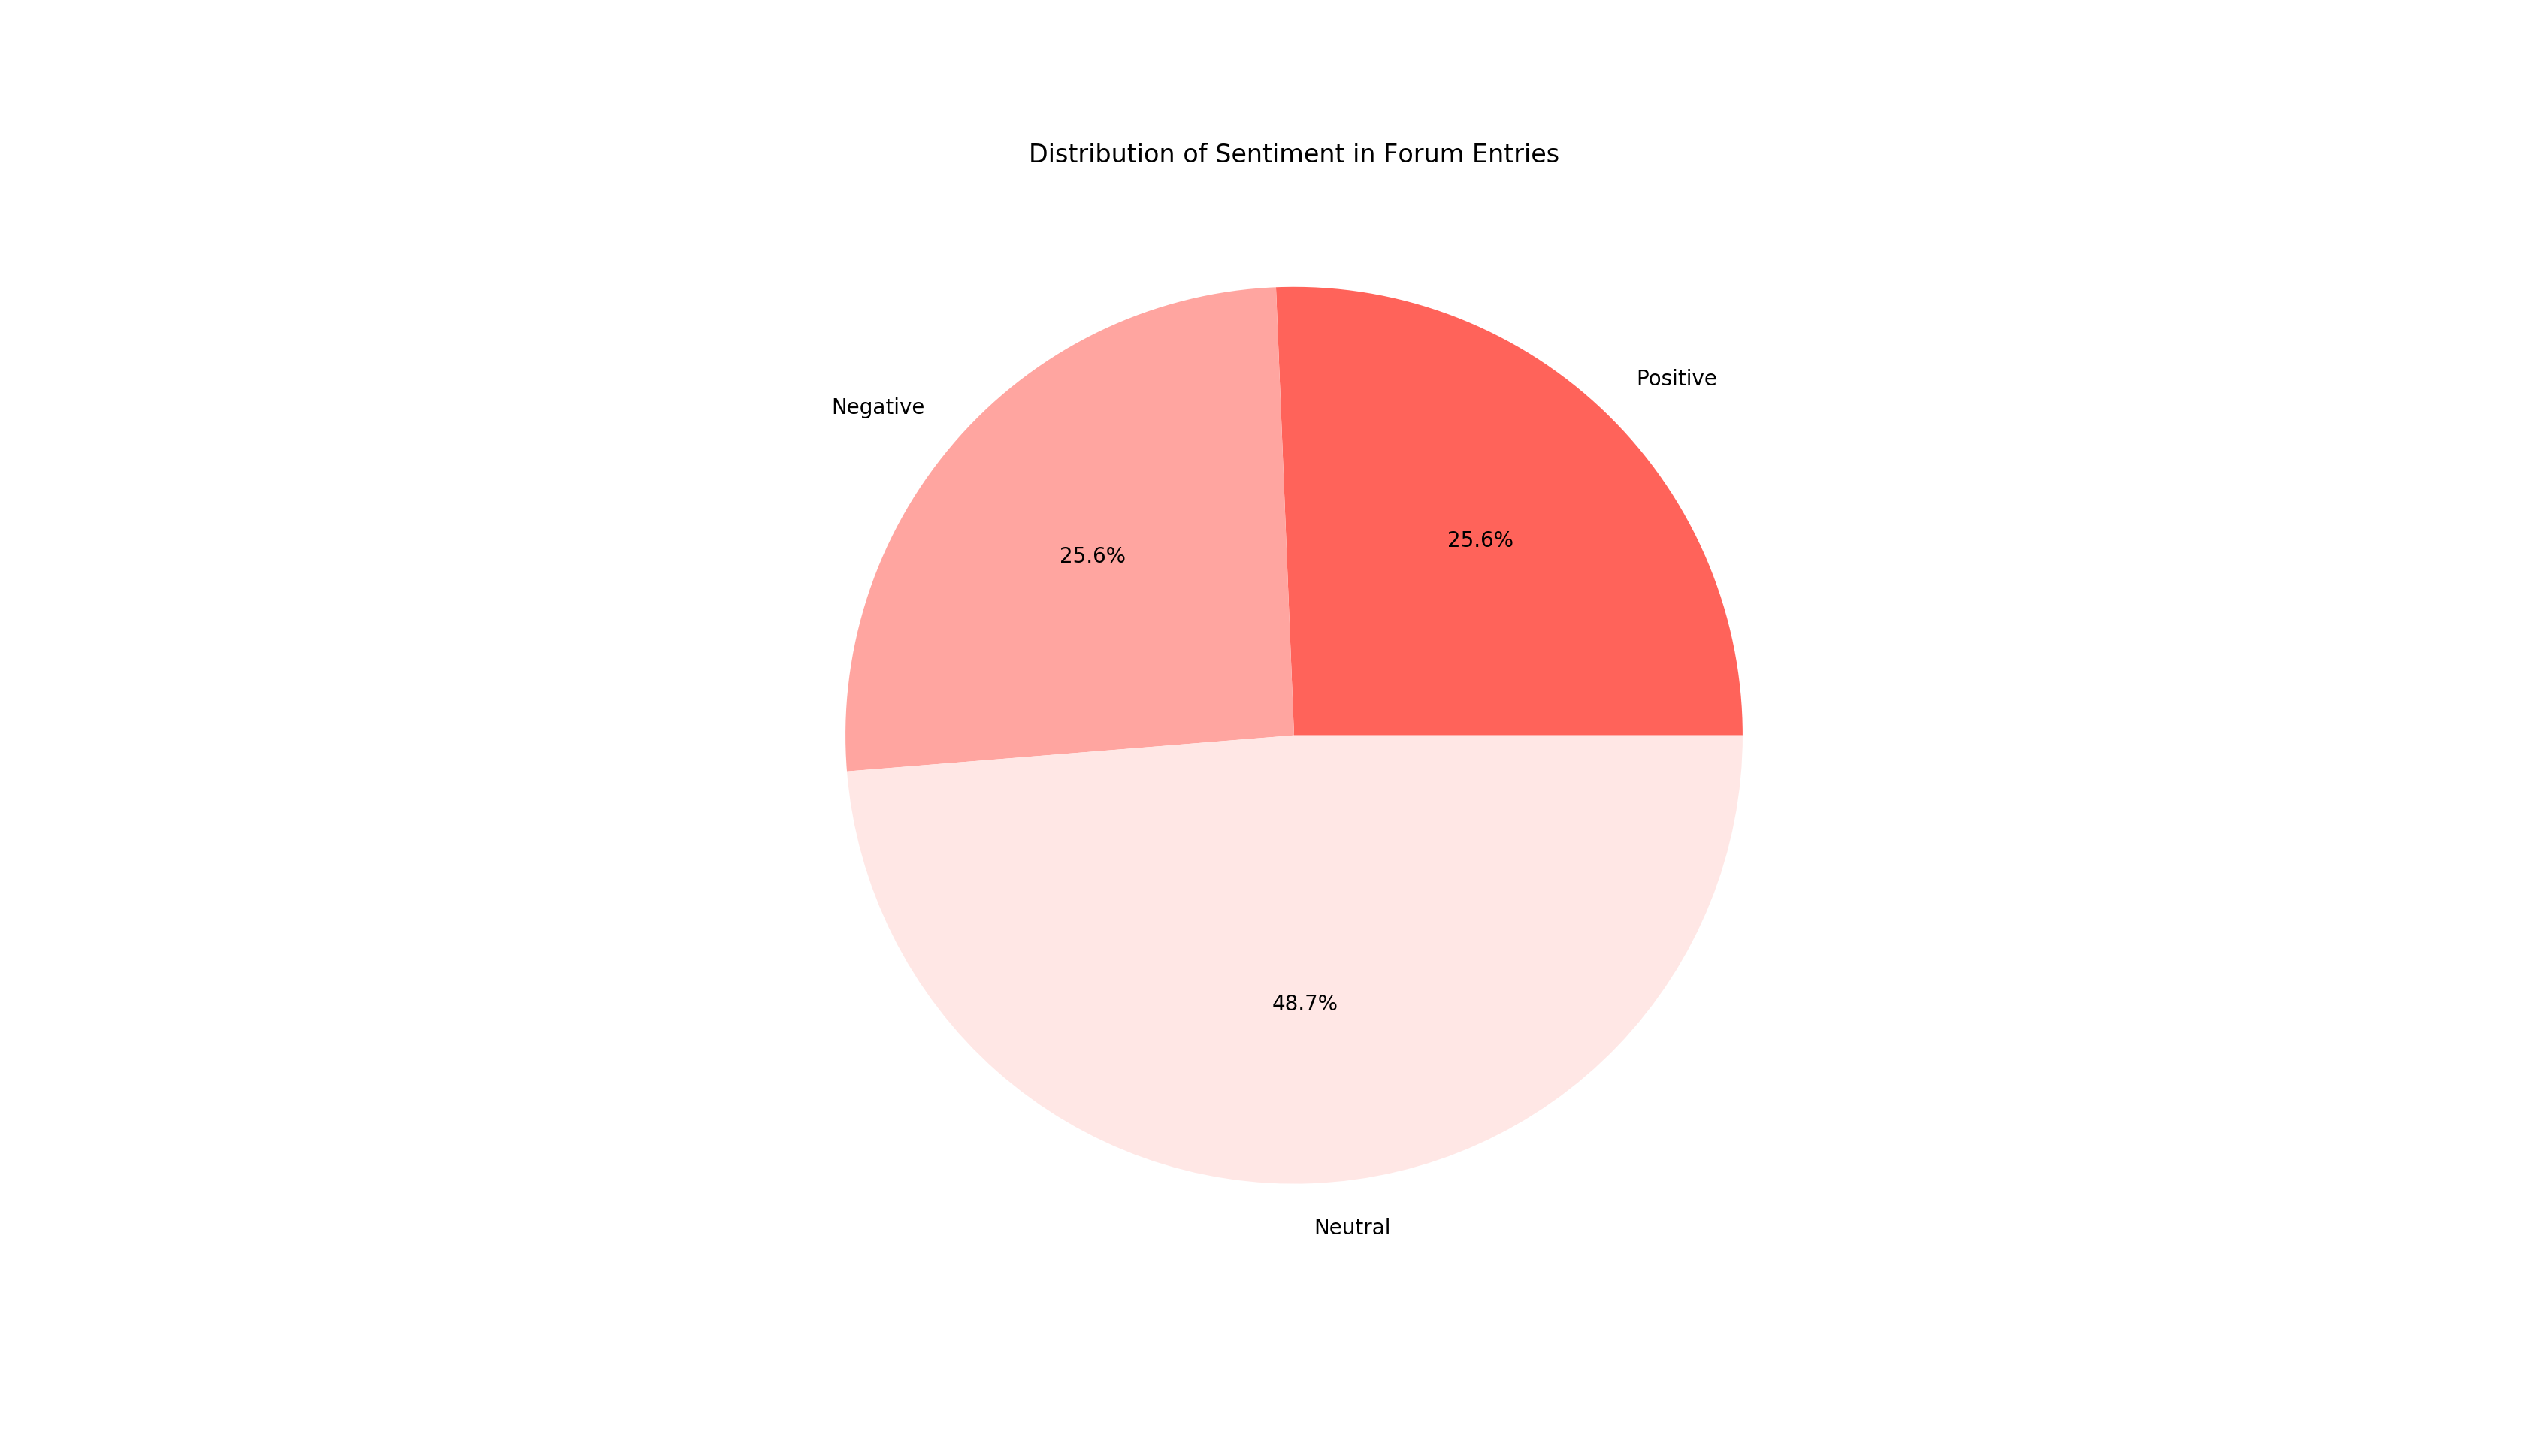 Distribution of Sentiment in Forum Entries
Positive
Negative
25.6%
25.6%
48.7%
Neutral